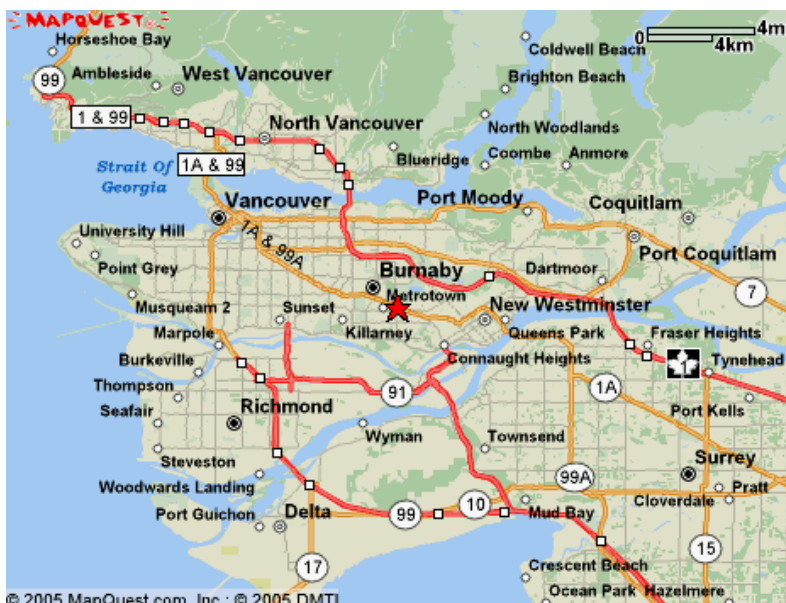 MAPQUEST
Horseshoe Bay
Coldwell Beach
0 4m
4km
99
Ambleside
West Vancouver
Brighton Beach
1 & 99
North Vancouver
North Woodlands
Blueridge
Coombe
Anmore
Strait Of
Georgia
1A & 99
Vancouver
Port Moody
Coquitlam
University Hill
1A & 99A
Port Coquitlam
Point Grey
Burnaby
Dartmoor
Metrotown
7
Musqueam 2
Sunset
New Westminster
Marpole
Killarney
Queens Park
Fraser Heights
Burkeville
Connaught Heights
1
Tynehead
Thompson
91
1A
Seafair
Richmond
Port Kells
Wyman
Townsend
Steveston
Surrey
Woodwards Landing
99A
Pratt
10
Cloverdale
Port Guichon
Delta
99
Mud Bay
15
17
Crescent Beach
Ocean Park
Hazelmere
© 2005 MapQuest.com, Inc.; © 2005 DMTI